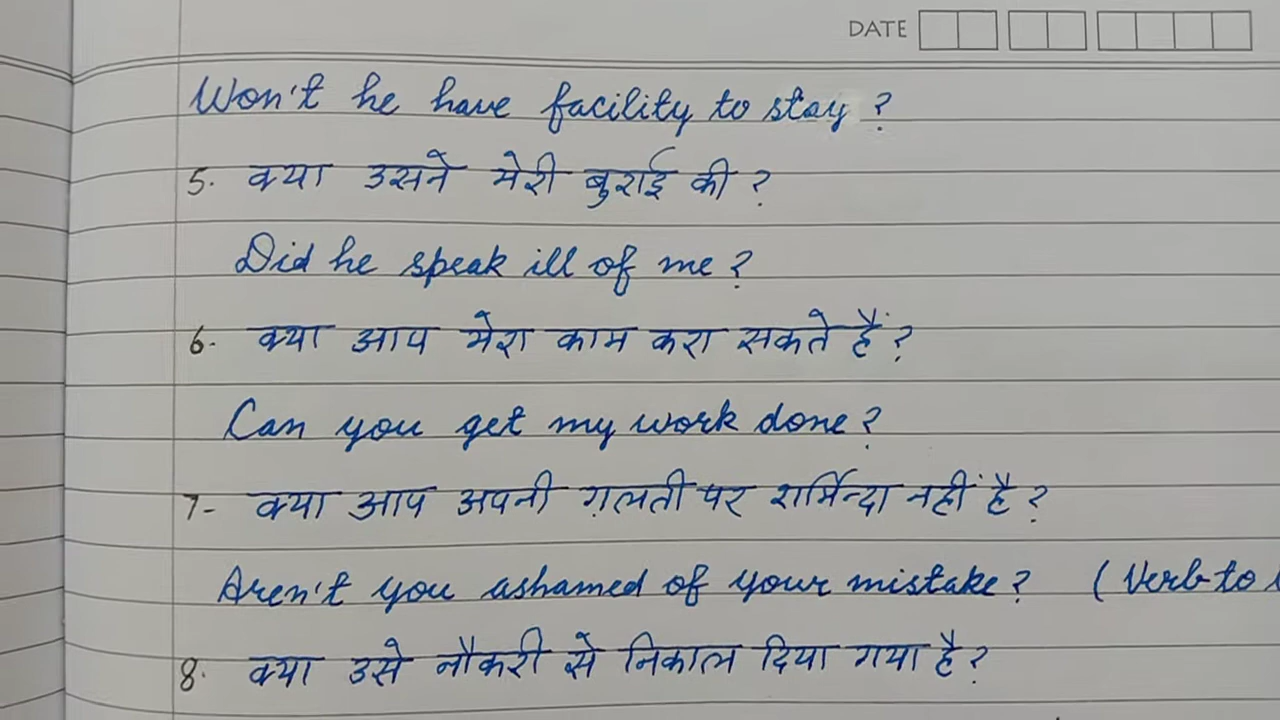 DATE
Won't he have facility to stay?
5. क्या उसने मेरी बुराई की?
Did he speak ill of me?
6. क्या आप मेरा काम करा सकते हैं?
Can you get my work done?
7- क्या आप अपनी ग़लती पर शर्मिन्दा नहीं है?
Aren't you ashamed of your mistake? (Verb-to
8. क्या उसे नौकरी से निकाल दिया गया है?